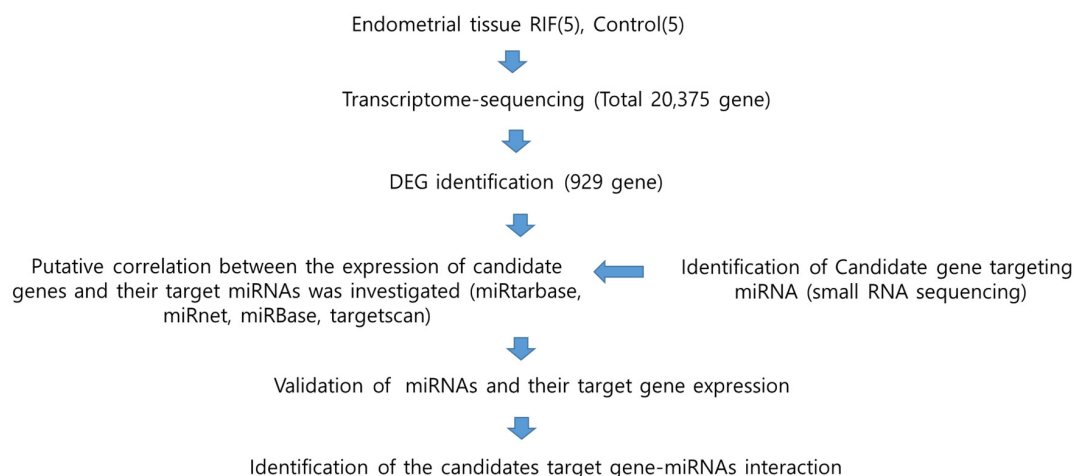 Endometrial tissue RIF(5), Control(5)
Transcriptome-sequencing (Total 20,375 gene)
DEG identification (929 gene)
Putative correlation between the expression of candidate
genes and their target miRNAs was investigated (miRtarbase,
miRnet, miRBase, targetscan)
Identification of Candidate gene targeting
miRNA (small RNA sequencing)
Validation of miRNAs and their target gene expression
Identification of the candidates target gene-miRNAs interaction